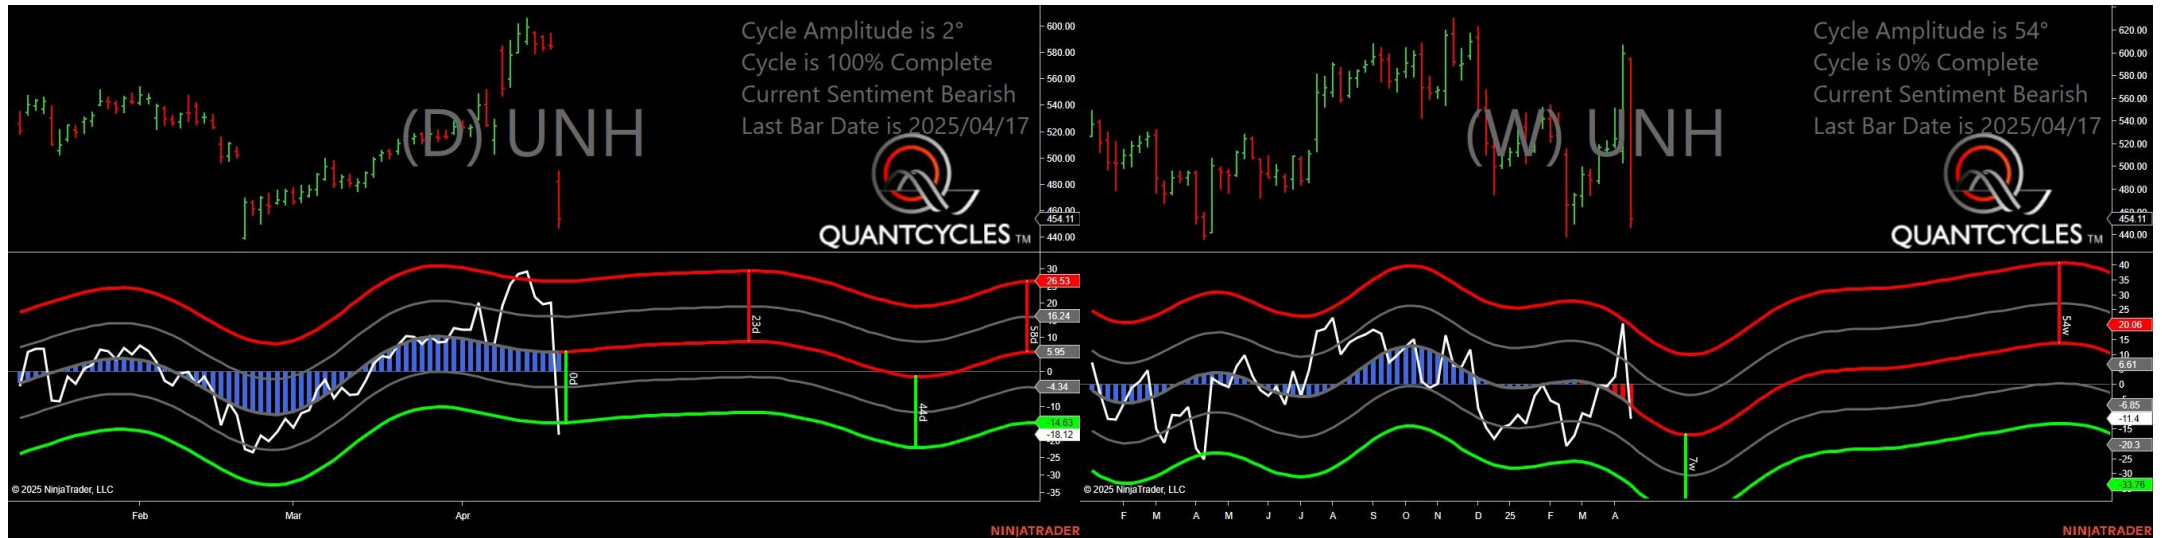 Cycle Amplitude is 2°
Cycle is 100% Complete
Current Sentiment Bearish
Last Bar Date is 2025/04/17
(D) UNH
QUANTCYCLES TM
600.00
580.00
560.00
540.00
520.00
500.00
480.00
460.00
454.11
440.00
30
26.53
20
16.24
10
5.95
0
-4.34
-10
-14.63
-18.12
-25
-30
-35
0d
23d
44d
58d
© 2025 NinjaTrader, LLC
Feb
Mar
Apr
NINJATRADER
Cycle Amplitude is 54°
Cycle is 0% Complete
Current Sentiment Bearish
Last Bar Date is 2025/04/17
(W) UNH
QUANTCYCLES TM
620.00
600.00
580.00
560.00
540.00
520.00
500.00
480.00
454.11
440.00
40
35
30
25
20.06
15
10
6.61
0
-6.85
-11.4
-15
-20.3
-25
-30
-33.76
7w
54w
© 2025 NinjaTrader, LLC
F
M
A
M
J
J
A
S
O
N
D
25
F
M
A
NINJATRADER